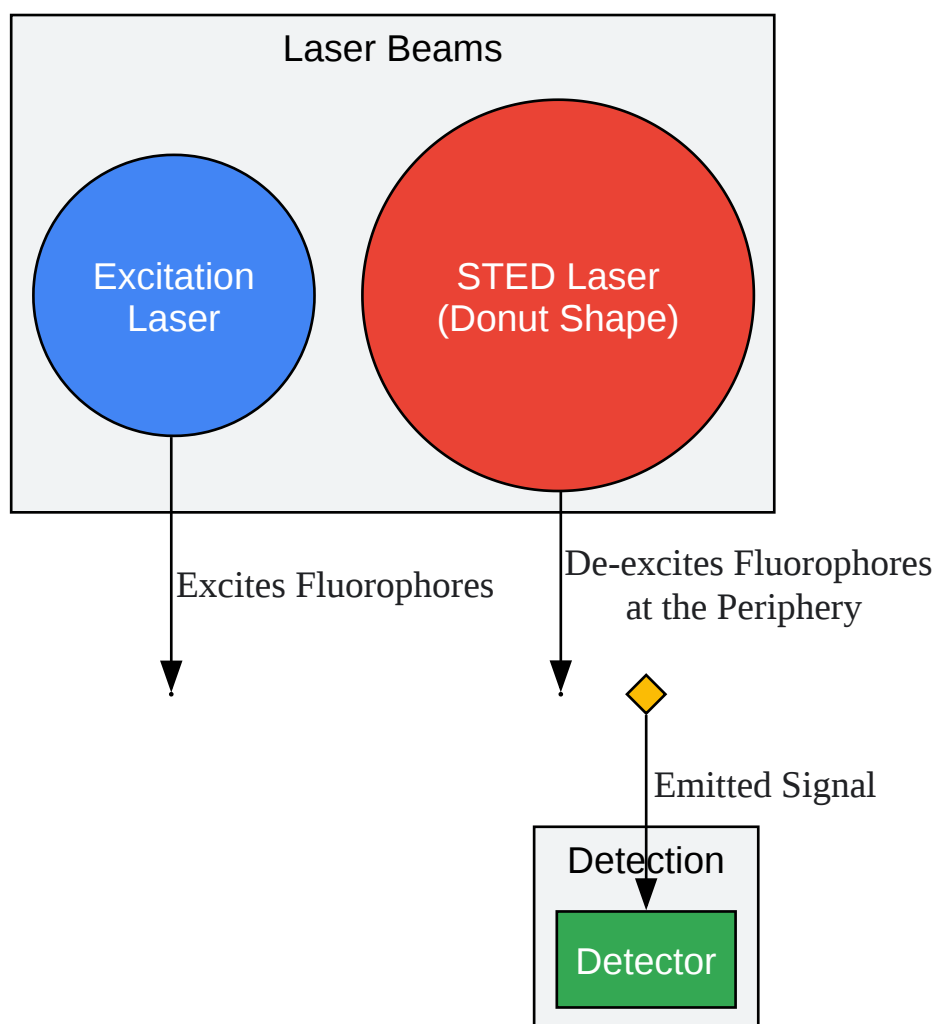 Laser Beams
Excitation
Laser
STED Laser
(Donut Shape)
Excites Fluorophores
De-excites Fluorophores
at the Periphery
Emitted Signal
Detection
Detector